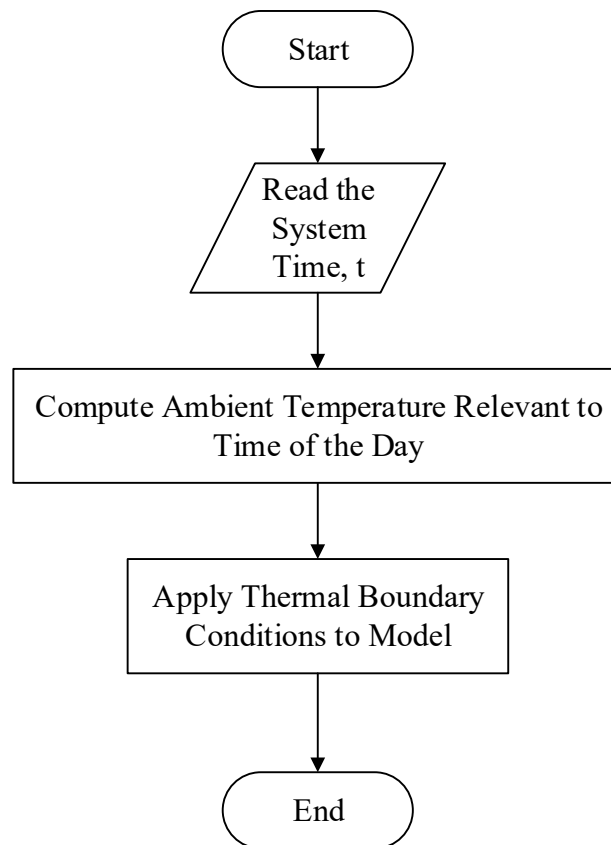 Start
Read the
System
Time, t
Compute Ambient Temperature Relevant to
Time of the Day
Apply Thermal Boundary
Conditions to Model
End